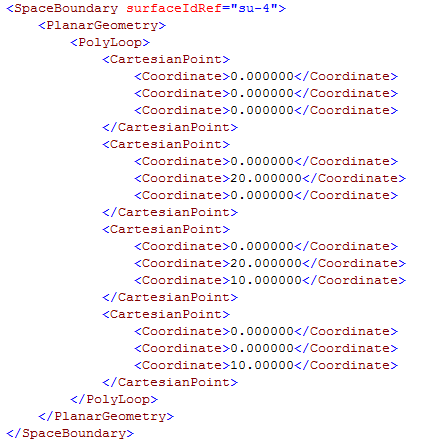 <SpaceBoundary surfaceIdRef="su-4">
    <PlanarGeometry>
        <PolyLoop>
            <CartesianPoint>
                <Coordinate>0.000000</Coordinate>
                <Coordinate>0.000000</Coordinate>
                <Coordinate>0.000000</Coordinate>
            </CartesianPoint>
            <CartesianPoint>
                <Coordinate>0.000000</Coordinate>
                <Coordinate>20.000000</Coordinate>
                <Coordinate>0.000000</Coordinate>
            </CartesianPoint>
            <CartesianPoint>
                <Coordinate>0.000000</Coordinate>
                <Coordinate>20.000000</Coordinate>
                <Coordinate>10.00000</Coordinate>
            </CartesianPoint>
            <CartesianPoint>
                <Coordinate>0.000000</Coordinate>
                <Coordinate>0.000000</Coordinate>
                <Coordinate>10.00000</Coordinate>
            </CartesianPoint>
        </PolyLoop>
    </PlanarGeometry>
</SpaceBoundary>